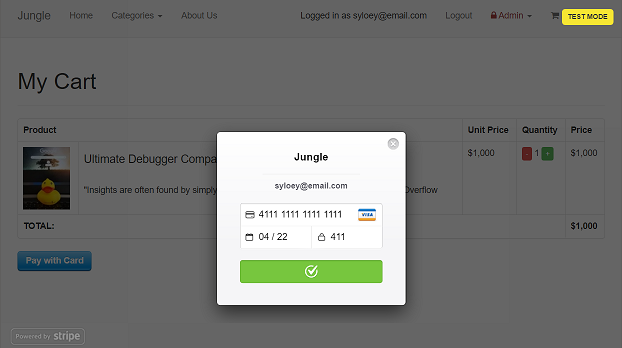 Jungle Home Categories About Us Logged in as syloey@email.com Logout Admin TEST MODE
My Cart
Product Unit Price Quantity Price
Ultimate Debugger Compa $1,000 - 1 + $1,000
"Insights are often found by simply Overflow
TOTAL: $1,000
Pay with Card
Jungle
syloey@email.com
4111 1111 1111 1111 VISA
04 / 22 411
Powered by stripe